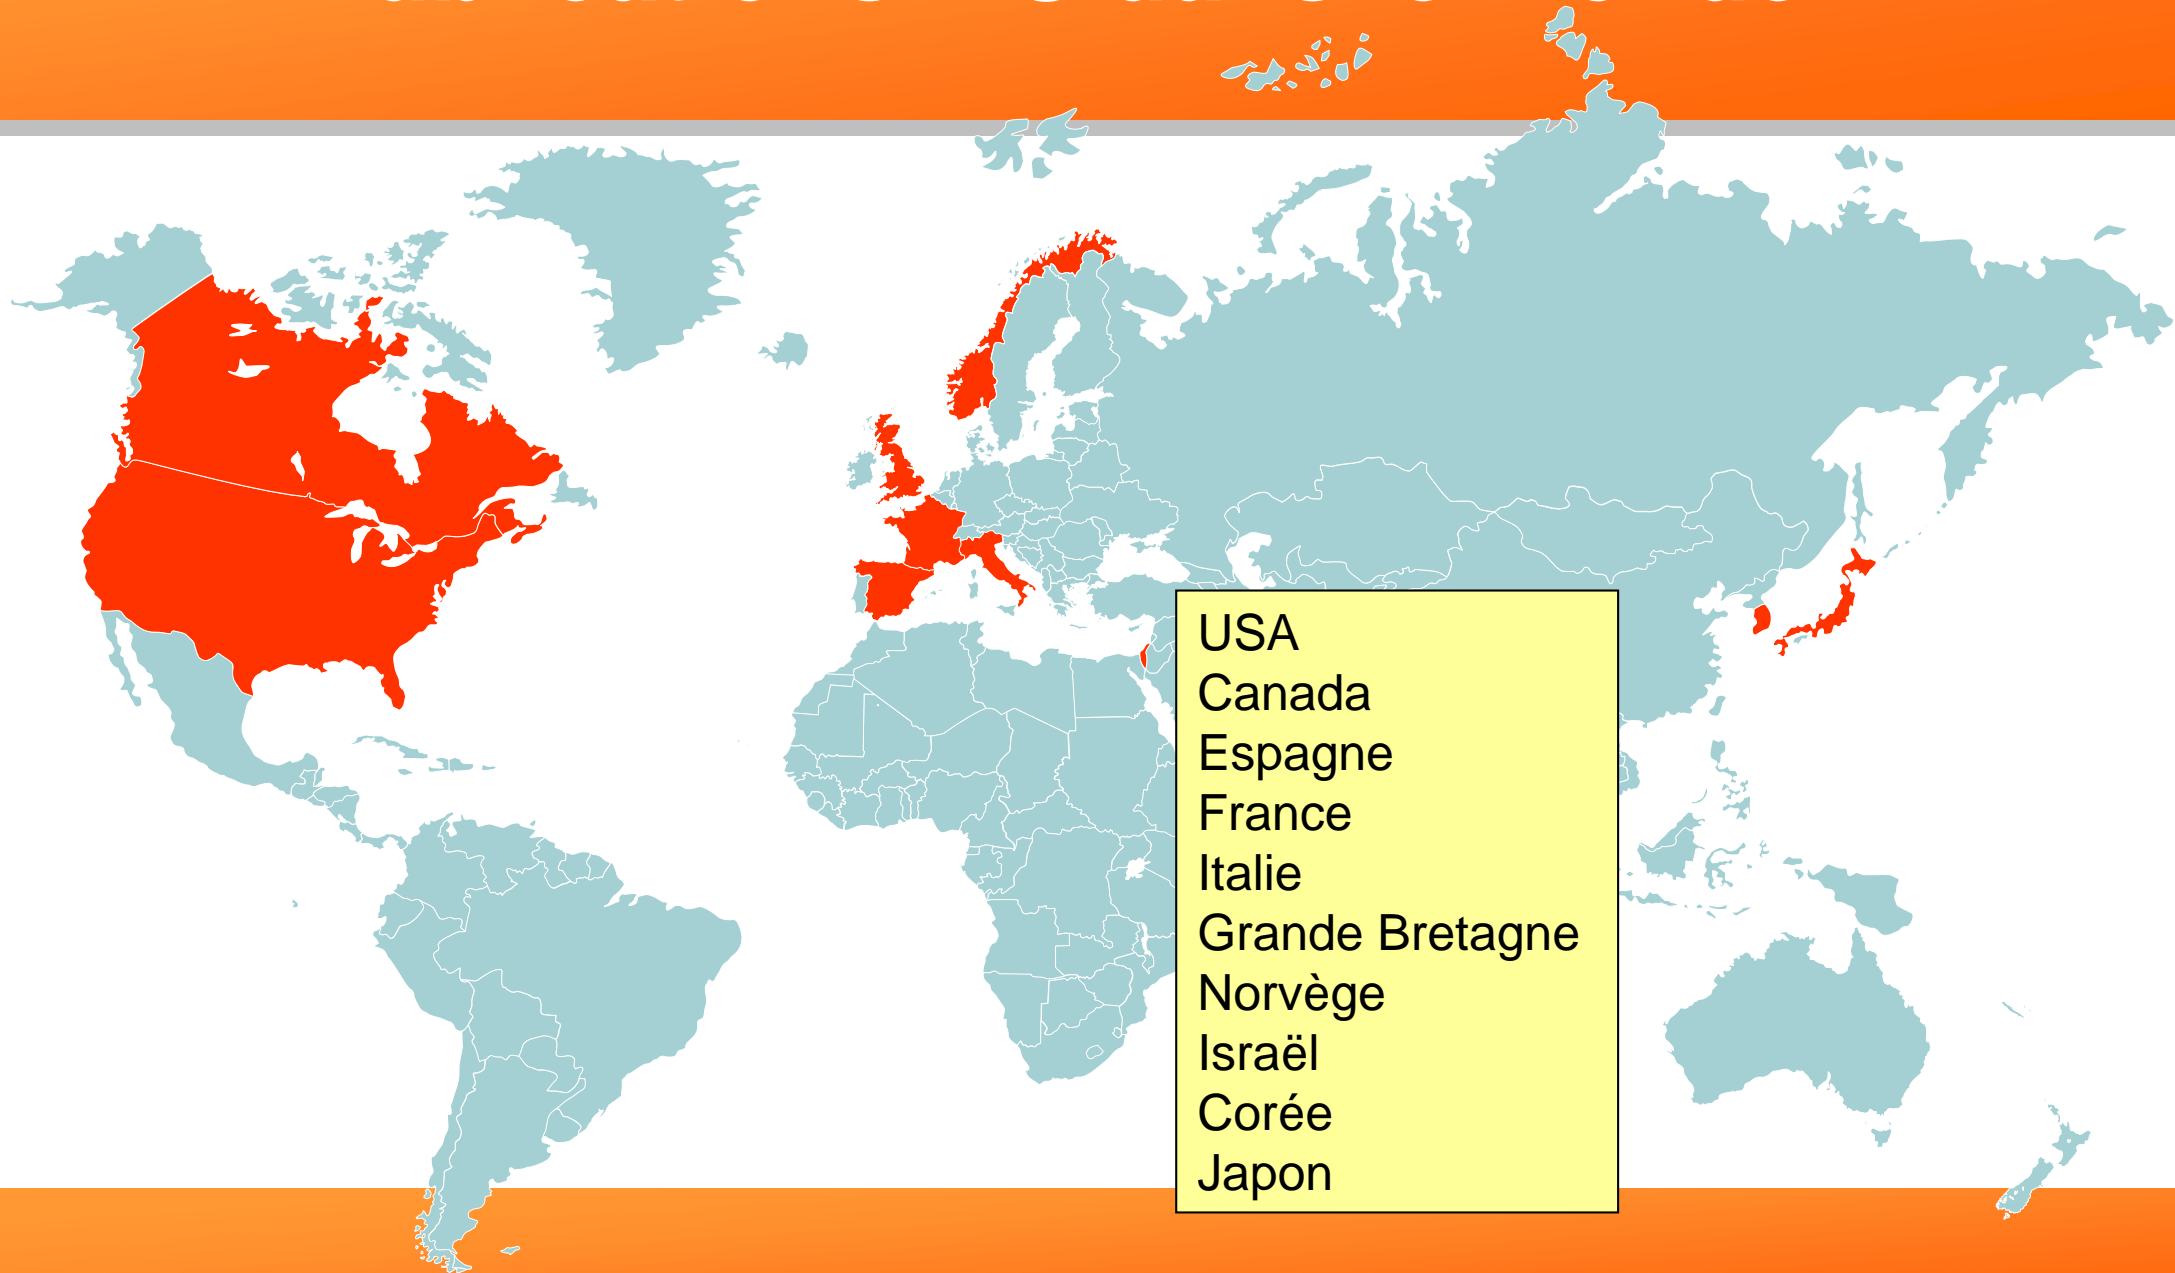 USA
Canada
Espagne
France
Italie
Grande Bretagne
Norvège
Israël
Corée
Japon